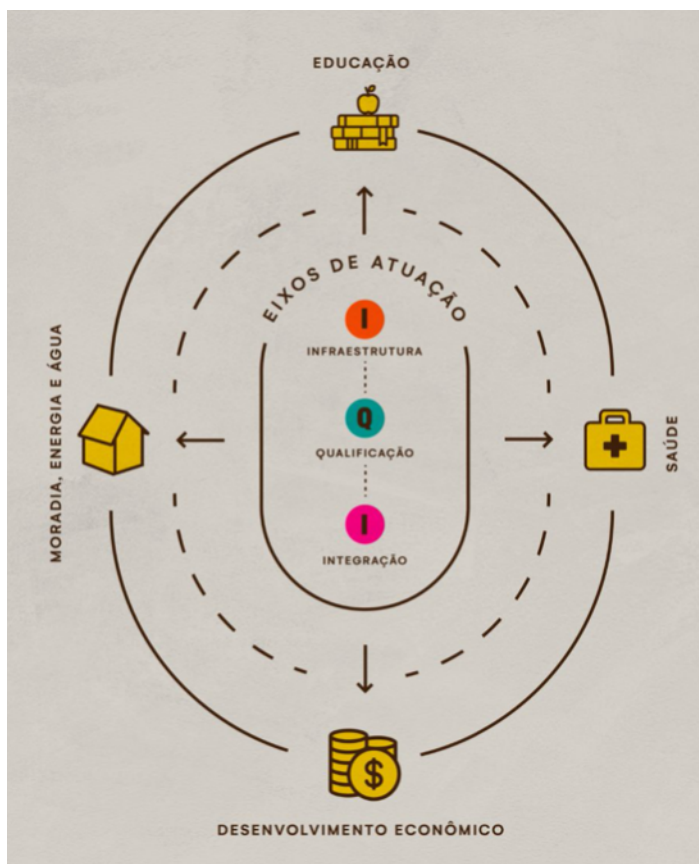 EDUCAÇÃO
EIXOS DE ATUAÇÃO
I
INFRAESTRUTURA
Q
QUALIFICAÇÃO
I
INTEGRAÇÃO
MORADIA, ENERGIA E ÁGUA
SAÚDE
$
DESENVOLVIMENTO ECONÔMICO